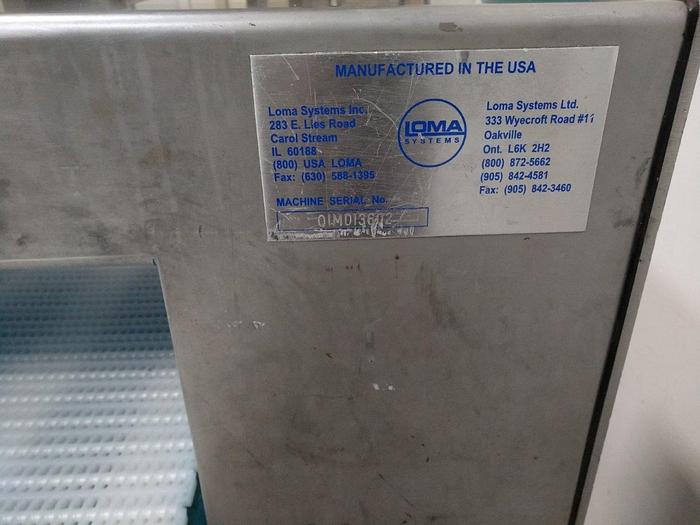 MANUFACTURED IN THE USA
Loma Systems Inc.
283 E. Lies Road
Carol Stream
IL 60188
(800) USA LOMA
Fax: (630) 588-1395
MACHINE SERIAL No.
LOMA
SYSTEMS
Loma Systems Ltd.
333 Wyecroft Road #11
Oakville
Ont. L6K 2H2
(800) 872-5662
(905) 842-4581
Fax: (905) 842-3460